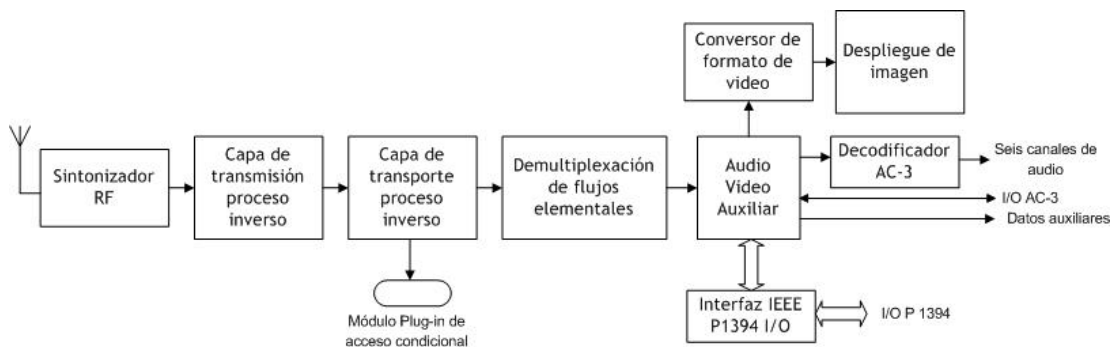 Conversor de
formato de
video
Despliegue de
imagen
Sintonizador
RF
Capa de
transmisión
proceso
inverso
Capa de
transporte
proceso
inverso
Demultiplexación
de flujos
elementales
Audio
Video
Auxiliar
Decodificador
AC-3
Seis canales de
audio
I/O AC-3
Datos auxiliares
Módulo Plug-in de
acceso condicional
Interfaz IEEE
P1394 I/O
I/O P 1394